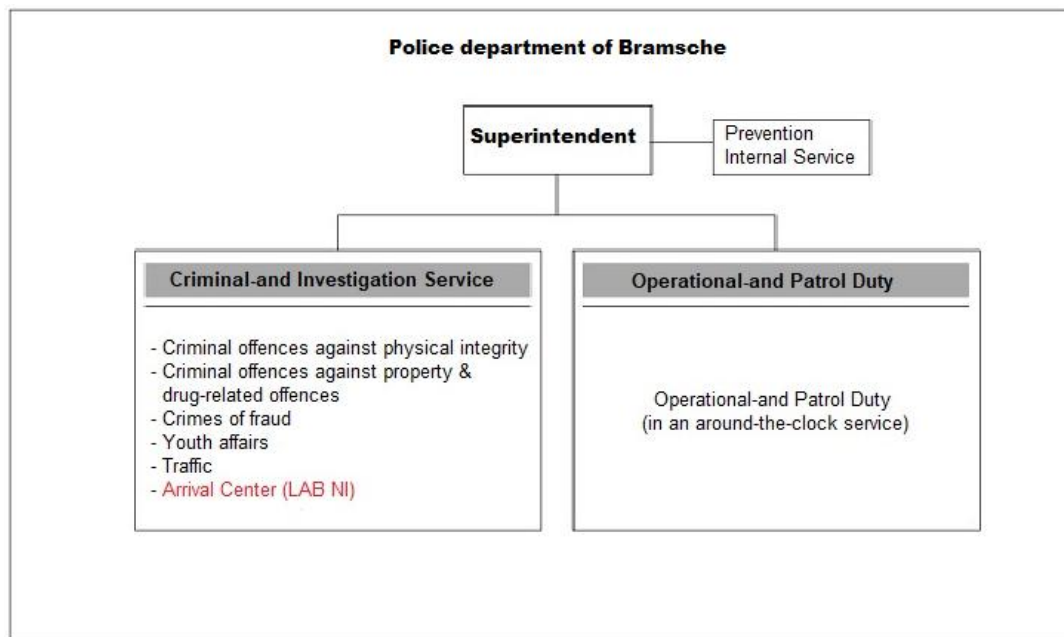 Police department of Bramsche
Superintendent
Prevention
Internal Service
Criminal-and Investigation Service
- Criminal offences against physical integrity
- Criminal offences against property &
drug-related offences
- Crimes of fraud
- Youth affairs
- Traffic
- Arrival Center (LAB NI)
Operational-and Patrol Duty
Operational-and Patrol Duty
(in an around-the-clock service)